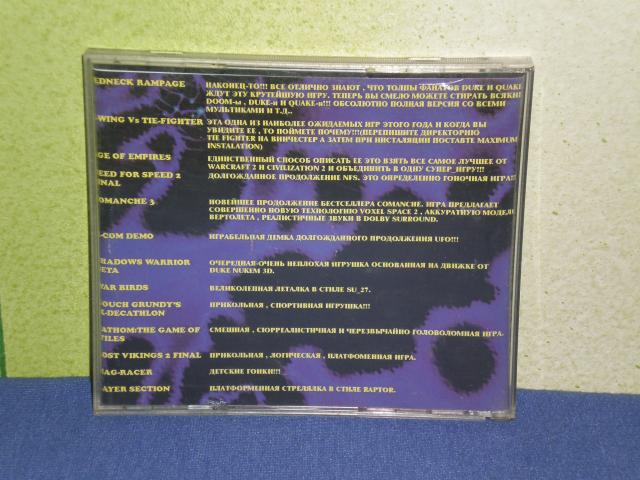 EDNECK RAMPAGE НАКОНЕЦ-ТО!!! ВСЕ ОТЛИЧНО ЗНАЮТ , ЧТО ТОЛПЫ ФАНАТОВ DUKE И QUAKE
ЖДУТ ЭТУ КРУТЕЙШУЮ ИГРУ. ТЕПЕРЬ ВЫ СМЕЛО МОЖЕТЕ СТИРАТЬ ВСЯКИЕ
DOOM-ы , DUKE-и И QUAKE-и!!! ОБСОЛЮТНО ПОЛНАЯ ВЕРСИЯ СО ВСЕМИ
МУЛЬТИКАМИ И Т.Д..
-WING Vs TIE-FIGHTER ЭТА ОДНА ИЗ НАИБОЛЕЕ ОЖИДАЕМЫХ ИГР ЭТОГО ГОДА И КОГДА ВЫ
УВИДИТЕ ЕЕ , ТО ПОЙМЕТЕ ПОЧЕМУ!!!(ПЕРЕПИШИТЕ ДИРЕКТОРИЮ
TIE FIGHTER НА ВИНЧЕСТЕР А ЗАТЕМ ПРИ ИНСТАЛЯЦИИ ПОСТАВТЕ MAXIMUM
INSTALATION)
GE OF EMPIRES ЕДИНСТВЕННЫЙ СПОСОБ ОПИСАТЬ ЕЕ ЭТО ВЗЯТЬ ВСЕ САМОЕ ЛУЧШЕЕ ОТ
WARCRAFT 2 И CIVILIZATION 2 И ОБЪЕДИНИТЬ В ОДНУ СУПЕР_ИГРУ!!!
EED FOR SPEED 2 ДОЛГОЖДАННОЕ ПРОДОЛЖЕНИЕ NFS. ЭТО ОПРЕДЕЛЕННО ГОНОЧНАЯ ИГРА!!
INAL
OMANCHE 3 НОВЕЙШЕЕ ПРОДОЛЖЕНИЕ БЕСТСЕЛЛЕРА COMANCHE. ИГРА ПРЕДЛАГАЕТ
СОВЕРШЕННО НОВУЮ ТЕХНОЛОГИЮ VOXEL SPACE 2 , АККУРАТНУЮ МОДЕЛЬ
ВЕРТОЛЕТА , РЕАЛИСТИЧНЫЕ ЗВУКИ В DOLBY SURROUND.
-COM DEMO ИГРАБЕЛЬНАЯ ДЕМКА ДОЛГОЖДАННОГО ПРОДОЛЖЕНИЯ UFO!!!
HADOWS WARRIOR ОЧЕРЕДНАЯ-ОЧЕНЬ НЕПЛОХАЯ ИГРУШКА ОСНОВАННАЯ НА ДВИЖКЕ ОТ
ETA DUKE NUKEM 3D.
AR BIRDS ВЕЛИКОЛЕПНАЯ ЛЕТАЛКА В СТИЛЕ SU_27.
OUCH GRUNDY'S ПРИКОЛЬНАЯ , СПОРТИВНАЯ ИГРУШКА!!!
-DECATHLON
ATHOM:THE GAME OF СМЕШНАЯ , СЮРРЕАЛИСТИЧНАЯ И ЧЕРЕЗВЫЧАЙНО ГОЛОВОЛОМНАЯ ИГРА.
ILES
OST VIKINGS 2 FINAL ПРИКОЛЬНАЯ , ЛОГИЧЕСКАЯ , ПЛАТФОМЕННАЯ ИГРА.
AG-RACER ДЕТСКИЕ ГОНКИ!!!
AYER SECTION ПЛАТФОРМЕННАЯ СТРЕЛЯЛКА В СТИЛЕ RAPTOR.